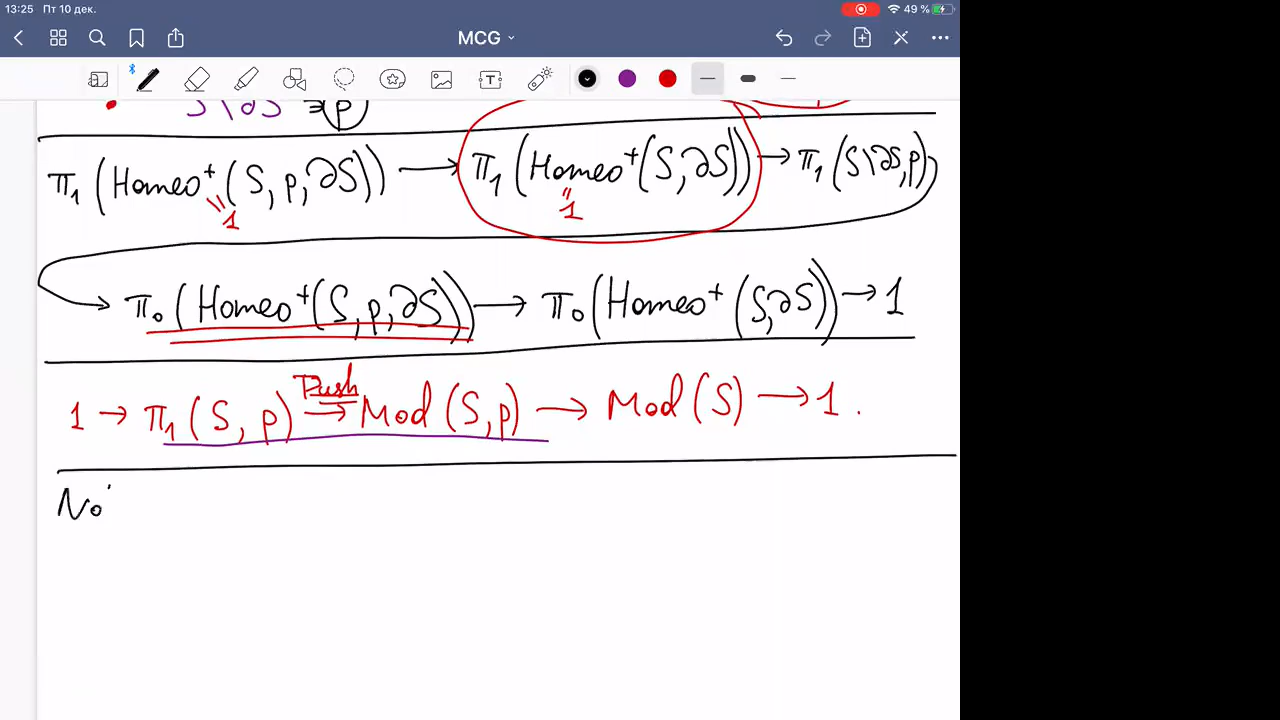 13:25 Пт 10 дек. 49 %
MCG
S\∂S ∋ p
π₁(Homeo⁺(S,p,∂S)) → π₁(Homeo⁺(S,∂S)) → π₁(S\∂S,p)
"1 "1
π₀(Homeo⁺(S,p,∂S)) → π₀(Homeo⁺(S,∂S)) → 1
Push
1 → π₁(S,p) → Mod(S,p) → Mod(S) → 1.
No